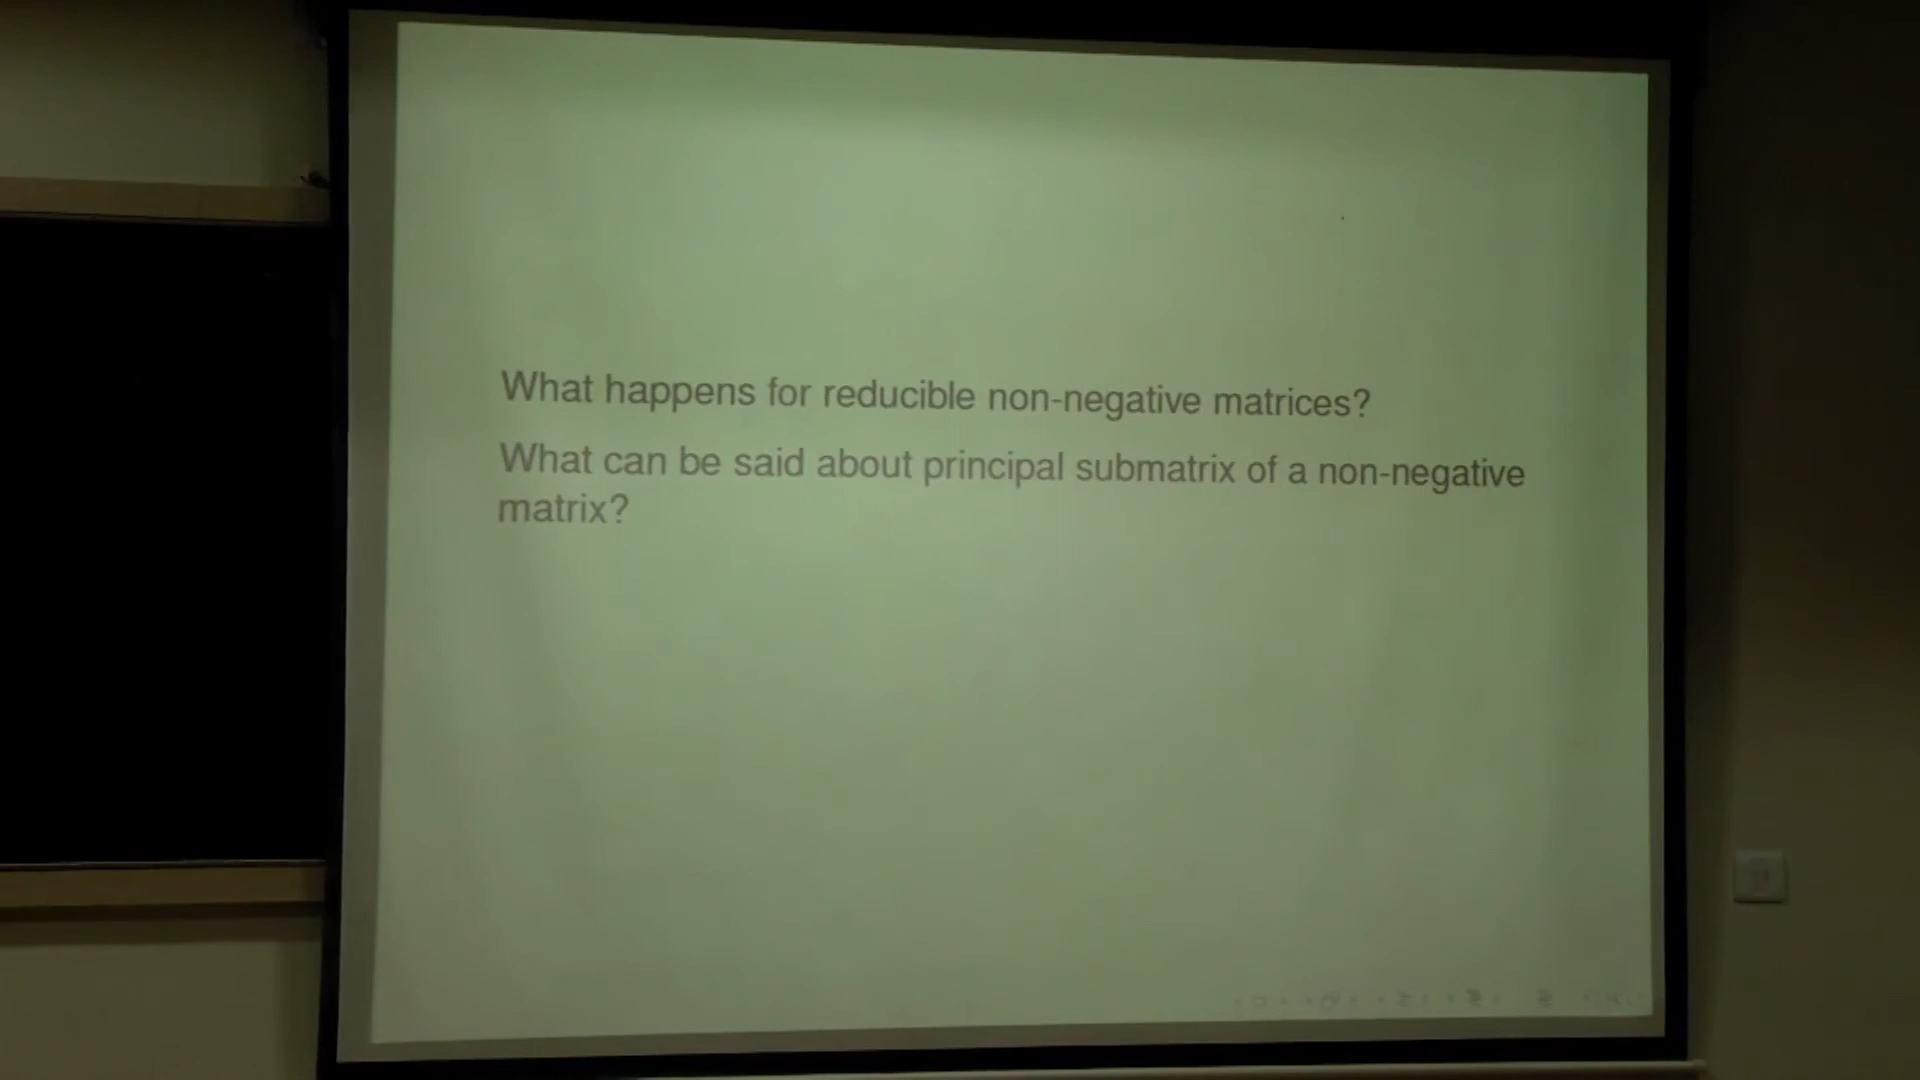 What happens for reducible non-negative matrices?
What can be said about principal submatrix of a non-negative
matrix?